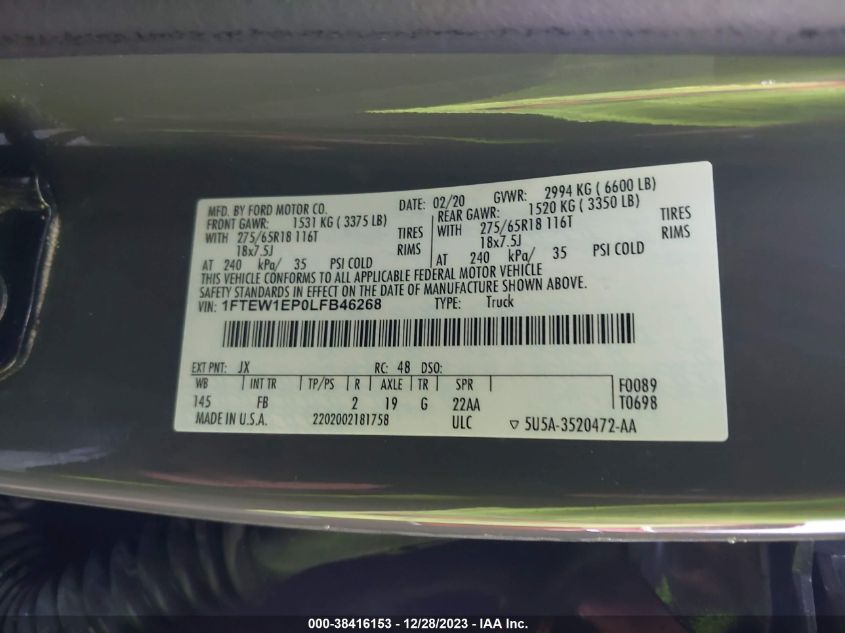 MFD. BY FORD MOTOR CO. DATE: 02/20 GVWR: 2994 KG ( 6600 LB)
FRONT GAWR: 1531 KG ( 3375 LB) REAR GAWR: 1520 KG ( 3350 LB)
WITH 275/65R18 116T TIRES WITH 275/65R18 116T TIRES
18x7.5J RIMS 18x7.5J RIMS
AT 240 kPa/ 35 PSI COLD AT 240 kPa/ 35 PSI COLD
THIS VEHICLE CONFORMS TO ALL APPLICABLE FEDERAL MOTOR VEHICLE
SAFETY STANDARDS IN EFFECT ON THE DATE OF MANUFACTURE SHOWN ABOVE.
VIN: 1FTEW1EP0LFB46268 TYPE: Truck
EXT PNT: JX RC: 48 DSO:
WB INT TR TP/PS R AXLE TR SPR F0089
145 FB 2 19 G 22AA T0698
MADE IN U.S.A. 2202002181758 ULC ▽ 5U5A-3520472-AA
000-38416153 - 12/28/2023 - IAA Inc.